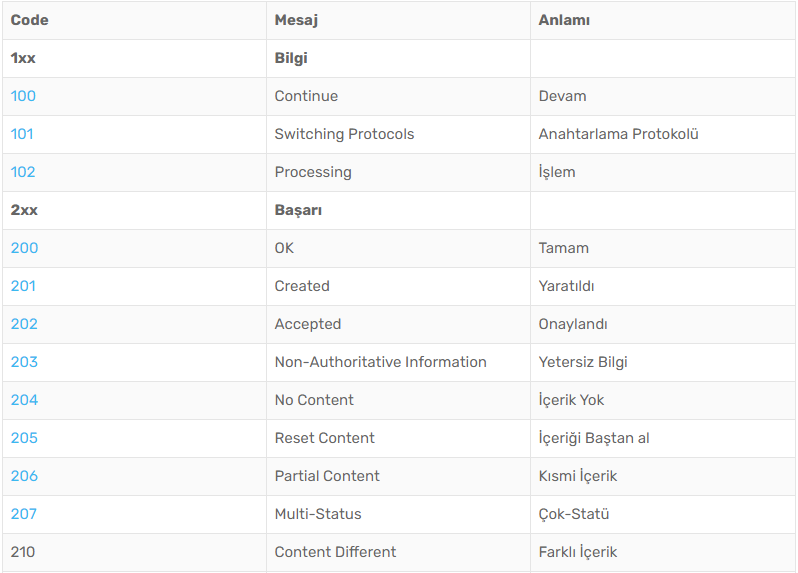 Code Mesaj Anlamı
1xx Bilgi
100 Continue Devam
101 Switching Protocols Anahtarlama Protokolü
102 Processing İşlem
2xx Başarı
200 OK Tamam
201 Created Yaratıldı
202 Accepted Onaylandı
203 Non-Authoritative Information Yetersiz Bilgi
204 No Content İçerik Yok
205 Reset Content İçeriği Baştan al
206 Partial Content Kısmi İçerik
207 Multi-Status Çok-Statü
210 Content Different Farklı İçerik